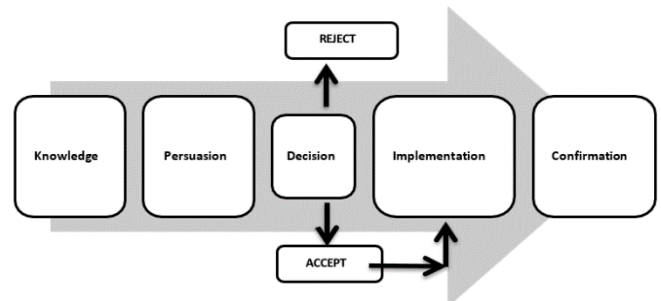 REJECT
Knowledge
Persuasion
Decision
Implementation
Confirmation
ACCEPT